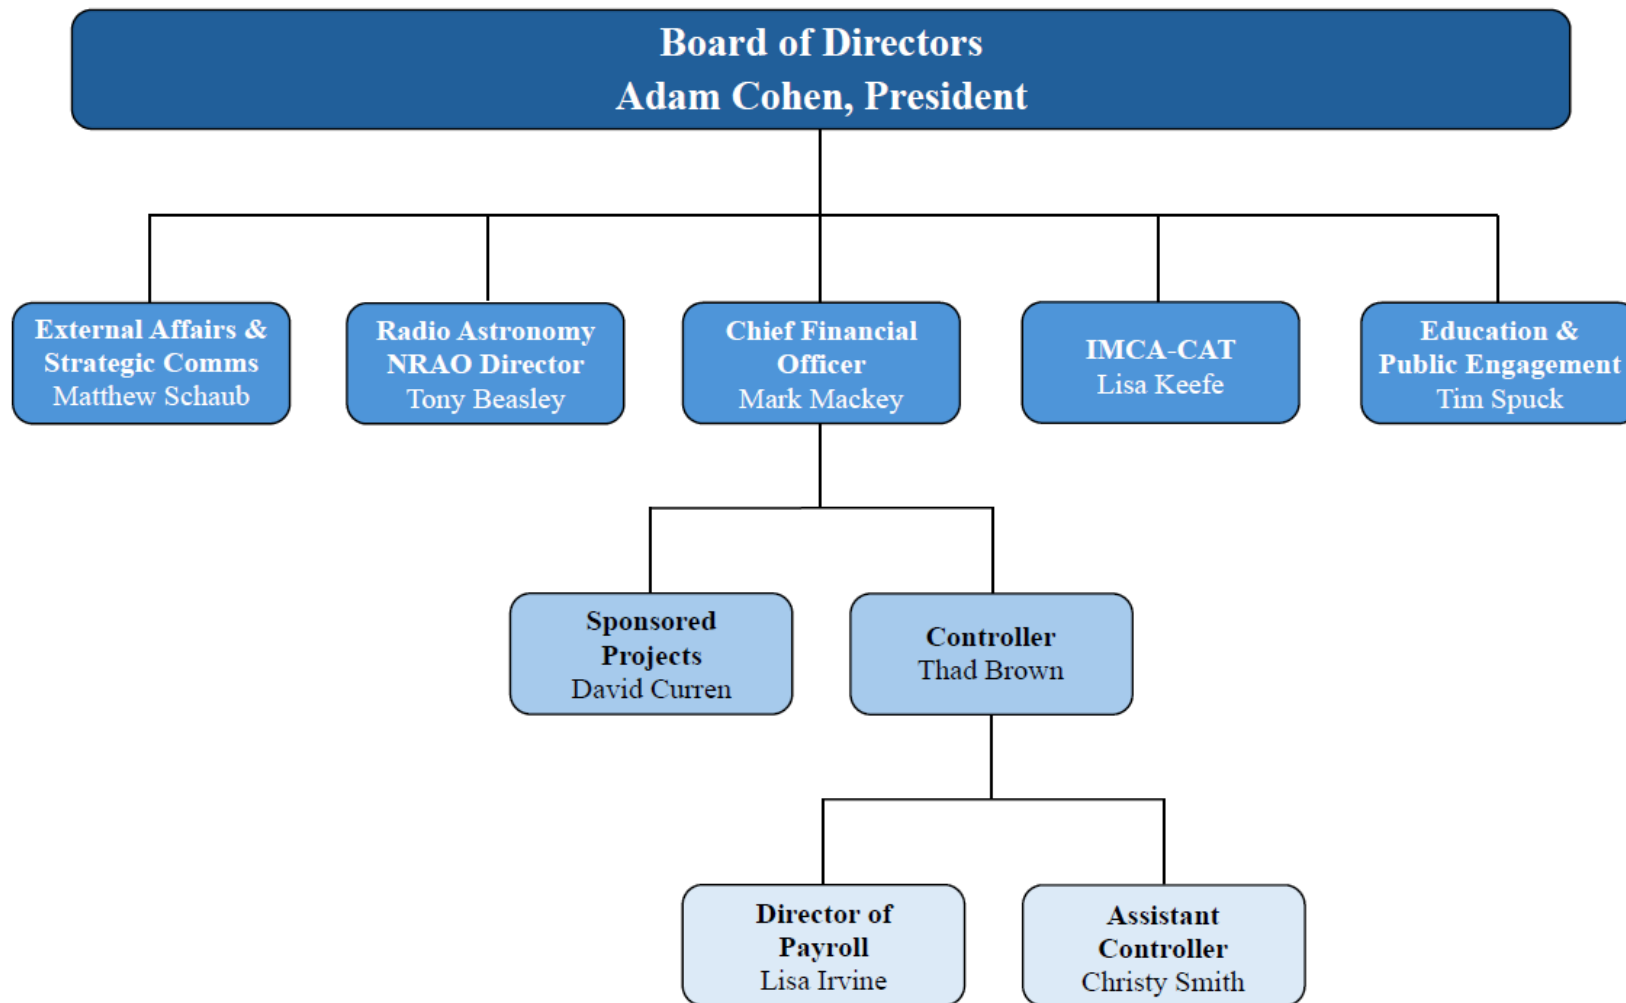 Board of Directors
Adam Cohen, President
External Affairs &
Strategic Comms
Matthew Schaub
Radio Astronomy
NRAO Director
Tony Beasley
Chief Financial
Officer
Mark Mackey
IMCA-CAT
Lisa Keefe
Education &
Public Engagement
Tim Spuck
Sponsored
Projects
David Curren
Controller
Thad Brown
Director of
Payroll
Lisa Irvine
Assistant
Controller
Christy Smith